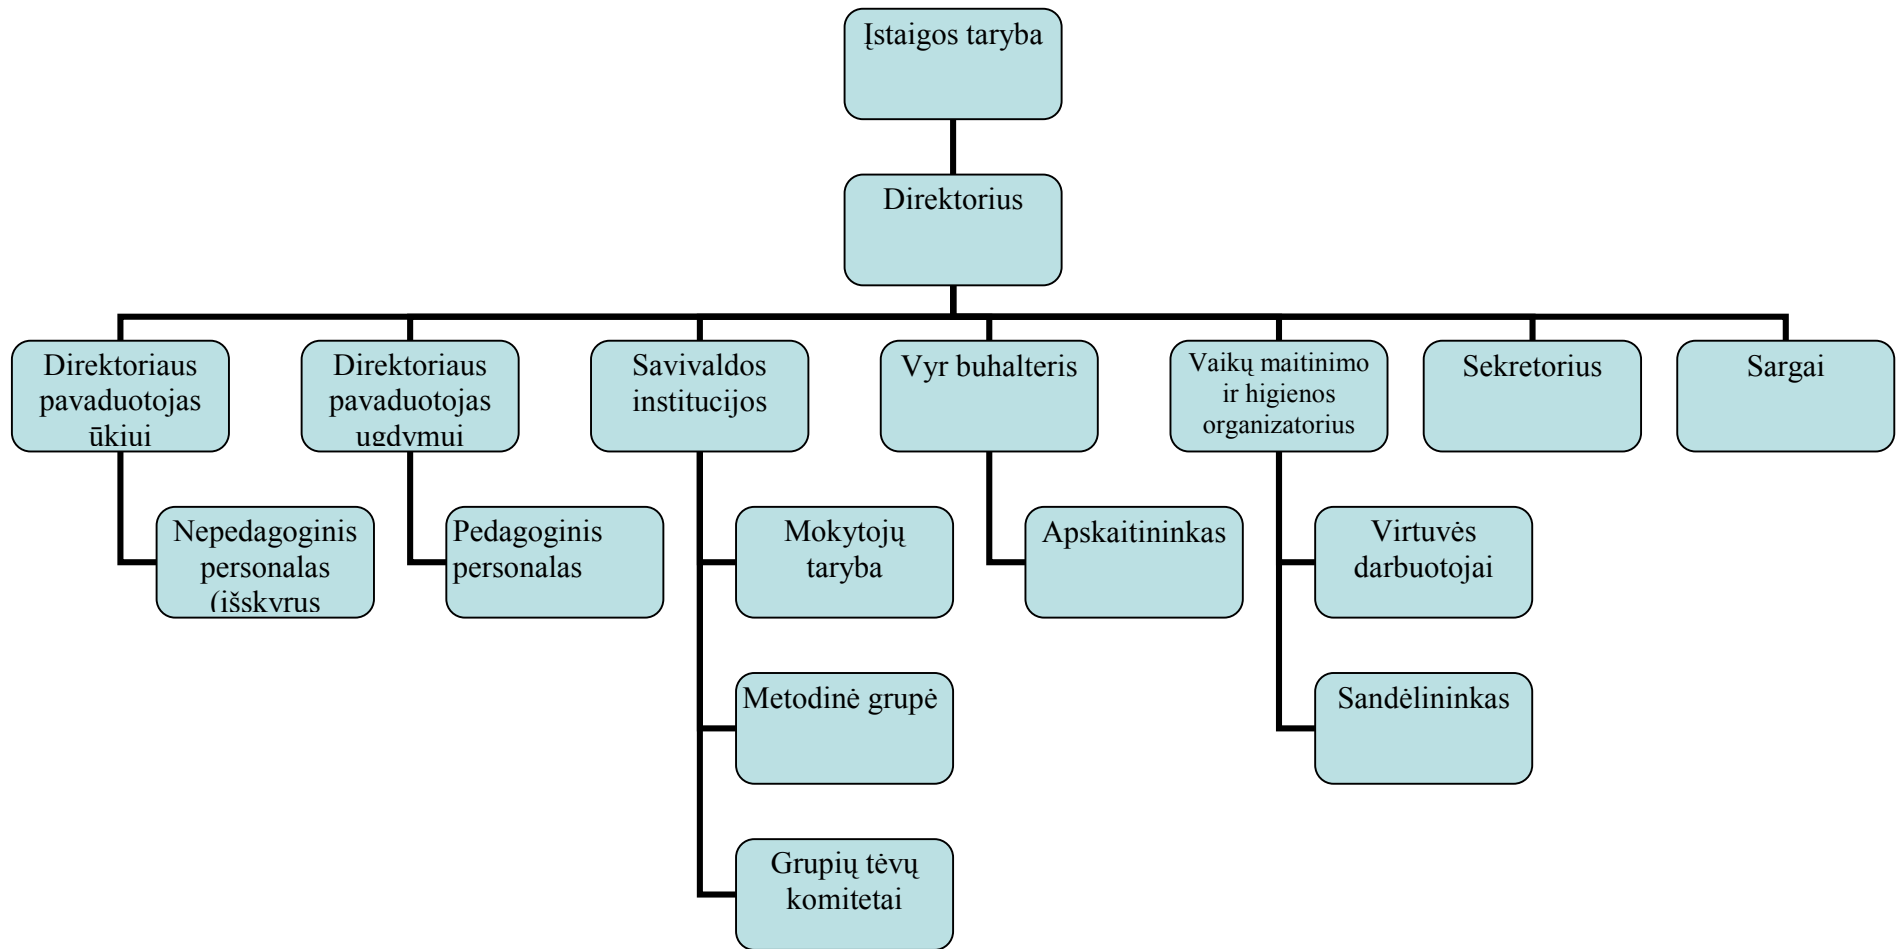 Įstaigos taryba
Direktorius
Direktoriaus
pavaduotojas
ūkiui
Direktoriaus
pavaduotojas
ugdymui
Savivaldos
institucijos
Vyr buhalteris
Vaikų maitinimo
ir higienos
organizatorius
Sekretorius
Sargai
Nepedagoginis
personalas
(išskyrus
Pedagoginis
personalas
Mokytojų
taryba
Apskaitininkas
Virtuvės
darbuotojai
Metodinė grupė
Sandėlininkas
Grupių tėvų
komitetai